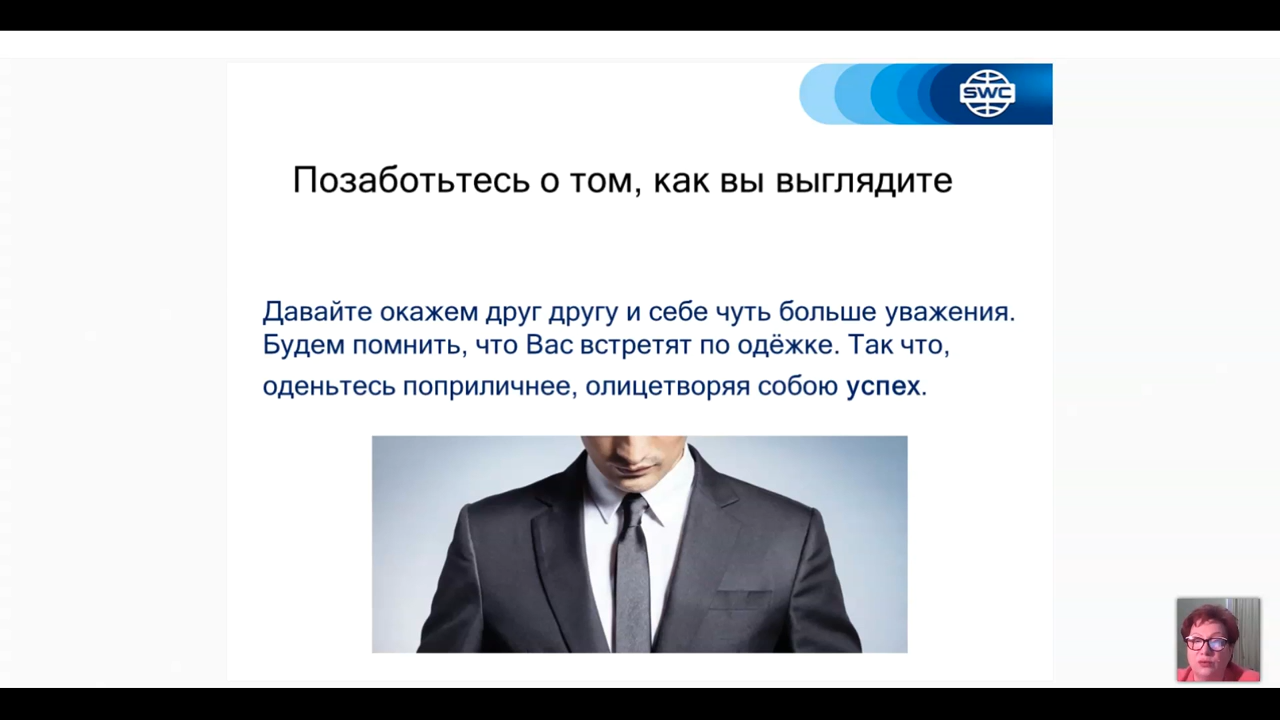 SWC
Позаботьтесь о том, как вы выглядите
Давайте окажем друг другу и себе чуть больше уважения.
Будем помнить, что Вас встретят по одёжке. Так что,
оденьтесь поприличнее, олицетворяя собою успех.